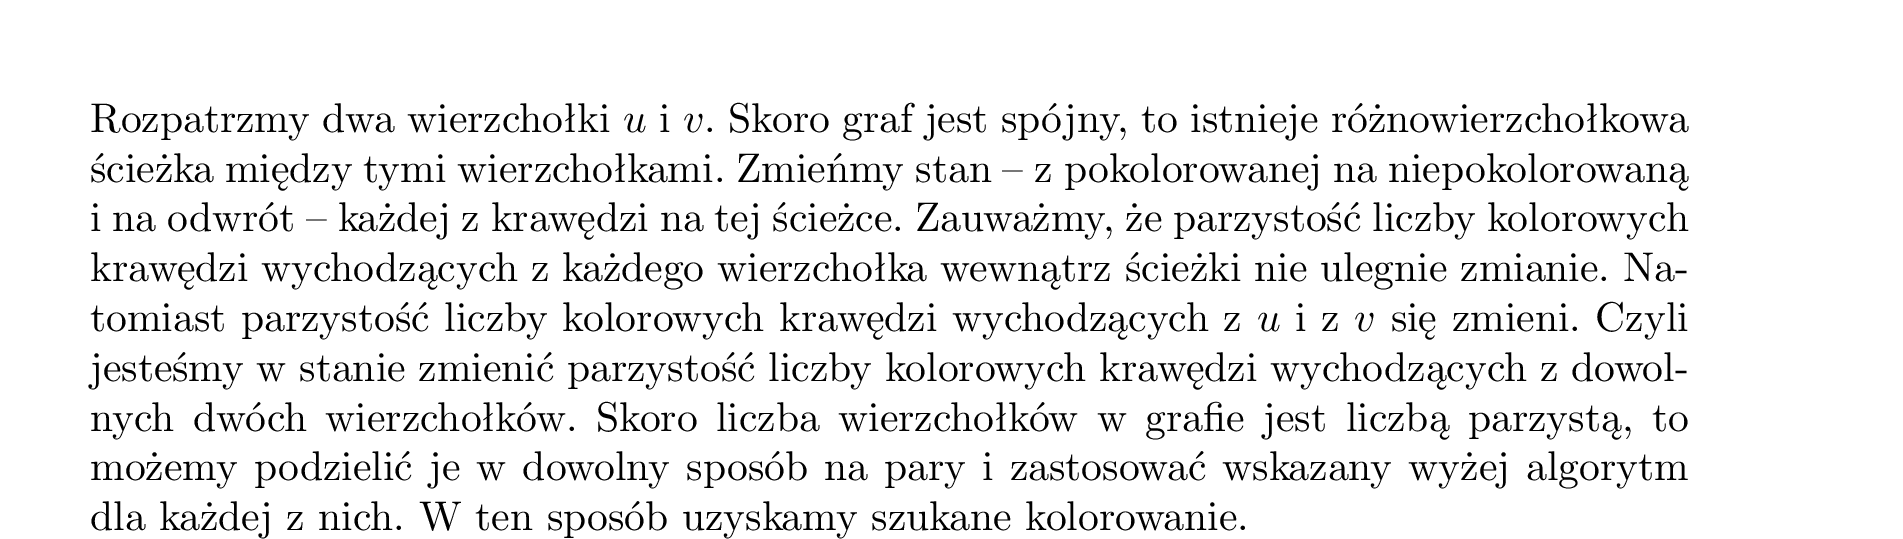 Rozpatrzmy dwa wierzchołki u i v. Skoro graf jest spójny, to istnieje różnowierzchołkowa
ścieżka między tymi wierzchołkami. Zmieńmy stan – z pokolorowanej na niepokolorowaną
i na odwrót – każdej z krawędzi na tej ścieżce. Zauważmy, że parzystość liczby kolorowych
krawędzi wychodzących z każdego wierzchołka wewnątrz ścieżki nie ulegnie zmianie. Na-
tomiast parzystość liczby kolorowych krawędzi wychodzących z u i z v się zmieni. Czyli
jesteśmy w stanie zmienić parzystość liczby kolorowych krawędzi wychodzących z dowol-
nych dwóch wierzchołków. Skoro liczba wierzchołków w grafie jest liczbą parzystą, to
możemy podzielić je w dowolny sposób na pary i zastosować wskazany wyżej algorytm
dla każdej z nich. W ten sposób uzyskamy szukane kolorowanie.